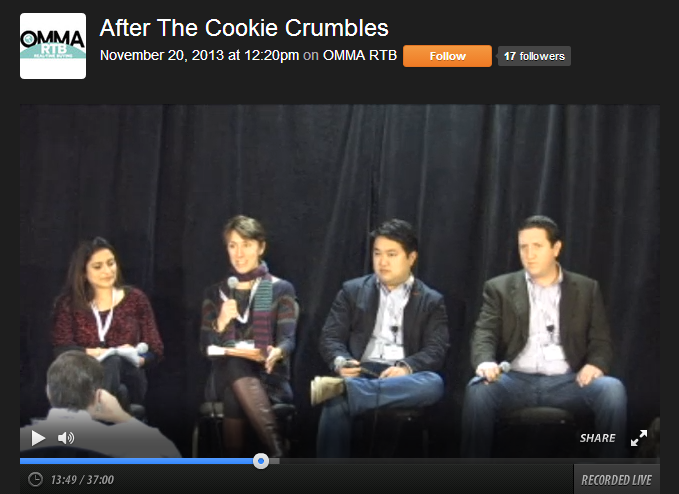 OMMA
RTB
After The Cookie Crumbles
November 20, 2013 at 12:20pm on OMMA RTB
Follow
17 followers
SHARE
13:49 / 37:00
RECORDED LIVE